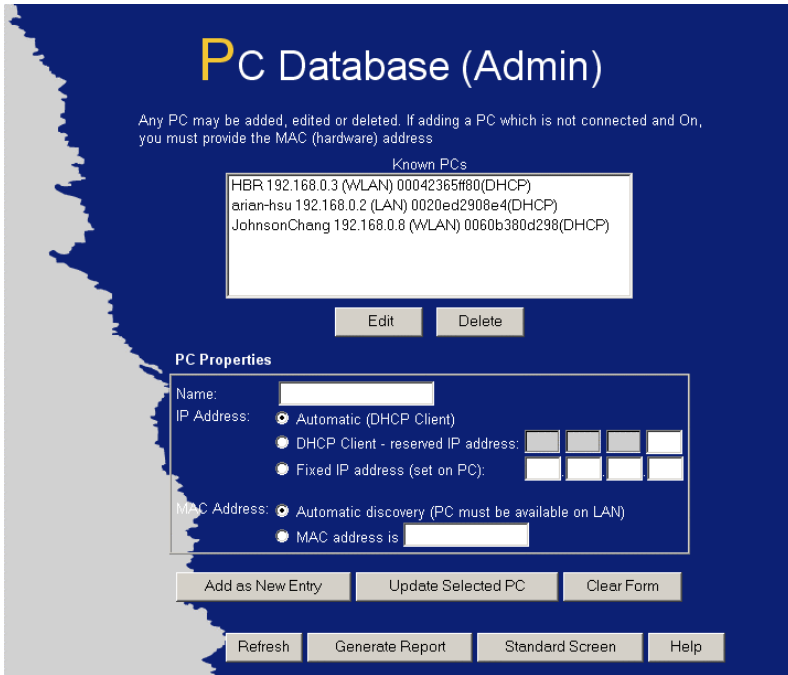 PC Database (Admin)
Any PC may be added, edited or deleted. If adding a PC which is not connected and On,
you must provide the MAC (hardware) address
Known PCs
HBR 192.168.0.3 (WLAN) 00042365ff80(DHCP)
arian-hsu 192.168.0.2 (LAN) 0020ed2908e4(DHCP)
JohnsonChang 192.168.0.8 (WLAN) 0060b380d298(DHCP)
Edit Delete
PC Properties
Name:
IP Address: Automatic (DHCP Client)
DHCP Client - reserved IP address:
Fixed IP address (set on PC):
MAC Address: Automatic discovery (PC must be available on LAN)
MAC address is
Add as New Entry Update Selected PC Clear Form
Refresh Generate Report Standard Screen Help